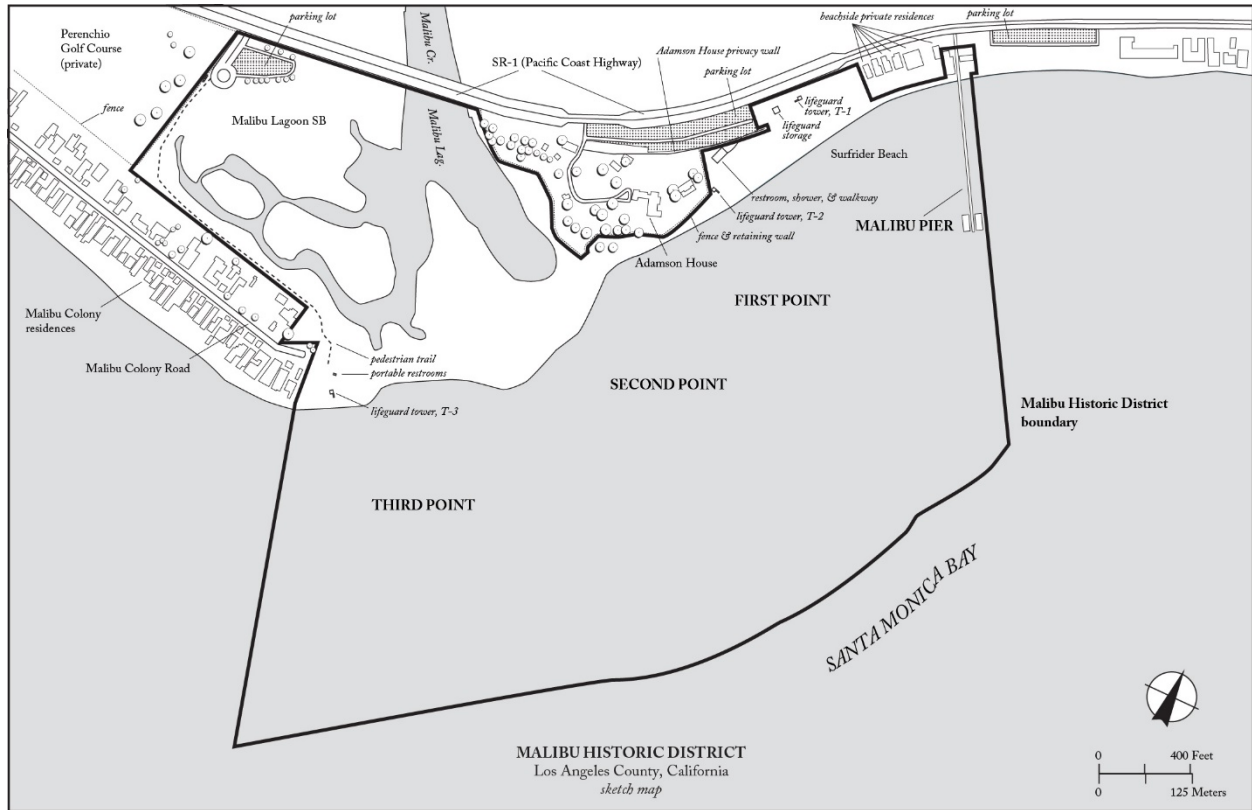 parking lot
beachside private residences
parking lot
Perenchio
Golf Course
(private)
Malibu Cr.
Adamson House privacy wall
SR-1 (Pacific Coast Highway)
parking lot
fence
Malibu Lagoon SB
Malibu Lag.
lifeguard
tower, T-1
lifeguard
storage
Surfrider Beach
restroom, shower, & walkway
lifeguard tower, T-2
MALIBU PIER
fence & retaining wall
Adamson House
FIRST POINT
Malibu Colony
residences
Malibu Colony Road
pedestrian trail
portable restrooms
SECOND POINT
lifeguard tower, T-3
Malibu Historic District
boundary
THIRD POINT
SANTA MONICA BAY
MALIBU HISTORIC DISTRICT
Los Angeles County, California
sketch map
0 400 Feet
0 125 Meters